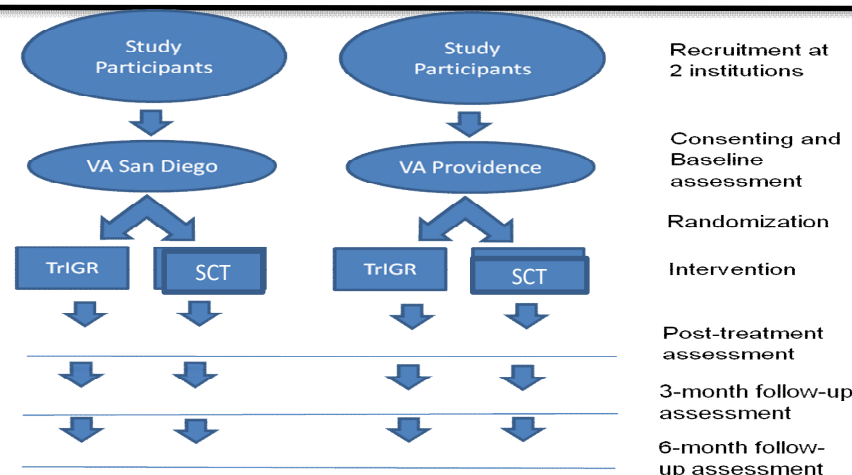 Study
Participants
Study
Participants
Recruitment at
2 institutions
VA San Diego
VA Providence
Consenting and
Baseline
assessment
Randomization
TrIGR
SCT
TrIGR
SCT
Intervention
Post-treatment
assessment
3-month follow-up
assessment
6-month follow-
up assessment